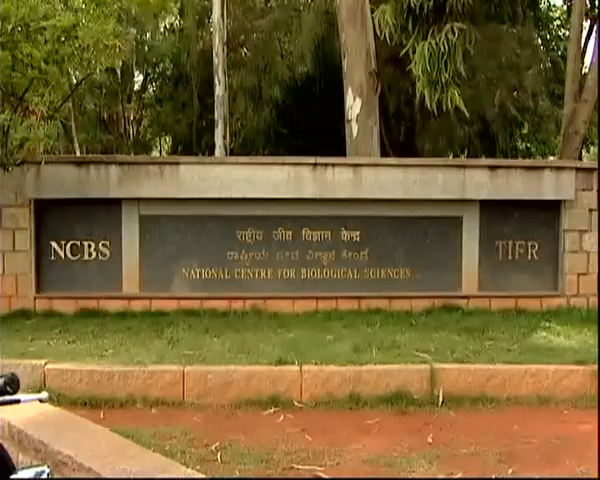 NCBS
राष्ट्रीय जीव विज्ञान केन्द्र
ರಾಷ್ಟ್ರೀಯ ಜೀವ ವಿಜ್ಞಾನ ಕೇಂದ್ರ
NATIONAL CENTRE FOR BIOLOGICAL SCIENCES
TIFR